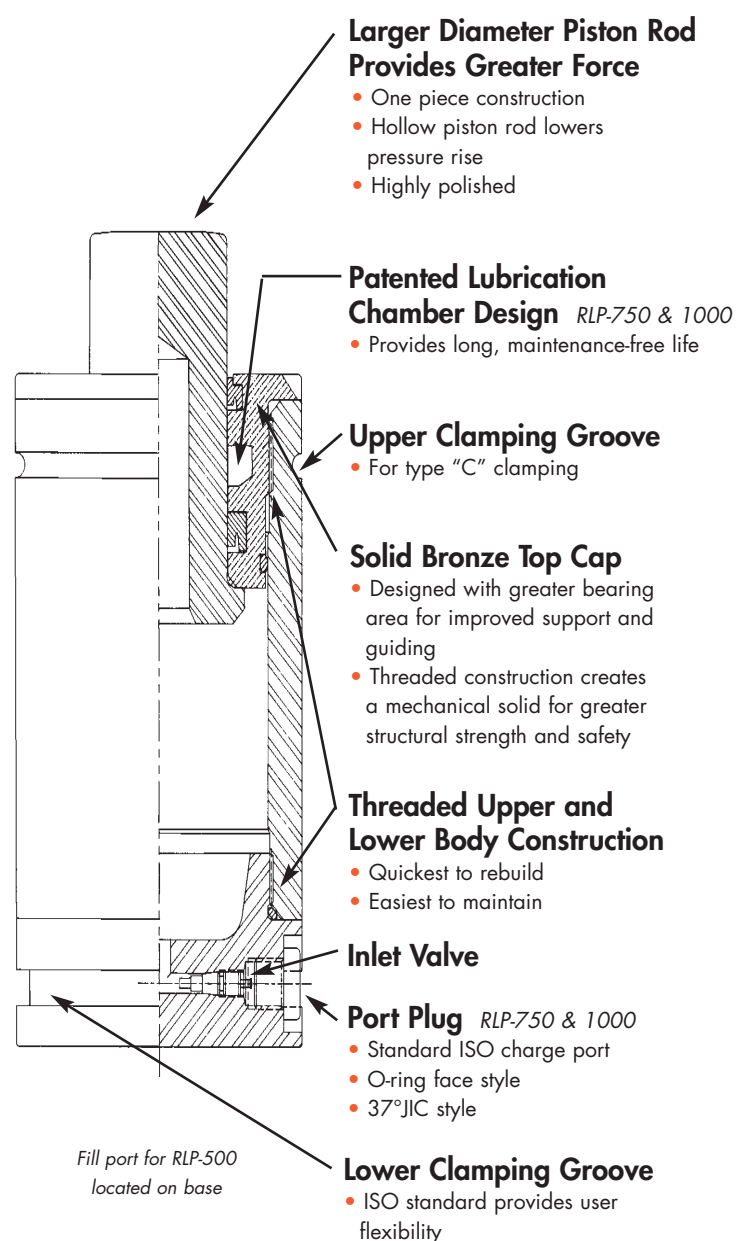 Larger Diameter Piston Rod
Provides Greater Force
• One piece construction
• Hollow piston rod lowers
pressure rise
• Highly polished
Patented Lubrication
Chamber Design RLP-750 & 1000
• Provides long, maintenance-free life
Upper Clamping Groove
• For type “C” clamping
Solid Bronze Top Cap
• Designed with greater bearing
area for improved support and
guiding
• Threaded construction creates
a mechanical solid for greater
structural strength and safety
Threaded Upper and
Lower Body Construction
• Quickest to rebuild
• Easiest to maintain
Inlet Valve
Port Plug RLP-750 & 1000
• Standard ISO charge port
• O-ring face style
• 37°JIC style
Fill port for RLP-500
located on base
Lower Clamping Groove
• ISO standard provides user
flexibility